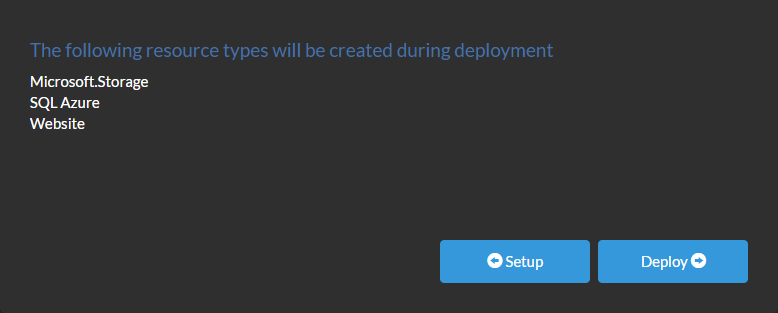 The following resource types will be created during deployment
Microsoft.Storage
SQL Azure
Website
Setup
Deploy